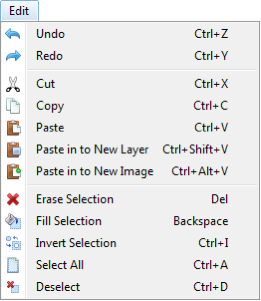 Edit
Undo Ctrl+Z
Redo Ctrl+Y
Cut Ctrl+X
Copy Ctrl+C
Paste Ctrl+V
Paste in to New Layer Ctrl+Shift+V
Paste in to New Image Ctrl+Alt+V
Erase Selection Del
Fill Selection Backspace
Invert Selection Ctrl+I
Select All Ctrl+A
Deselect Ctrl+D